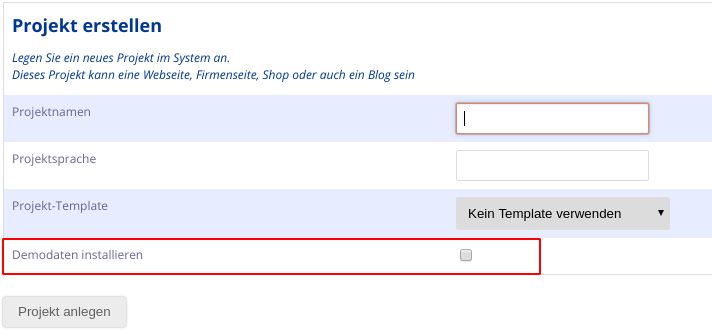 Projekt erstellen
Legen Sie ein neues Projekt im System an.
Dieses Projekt kann eine Webseite, Firmenseite, Shop oder auch ein Blog sein
Projektnamen
Projektsprache
Projekt-Template
Kein Template verwenden
Demodaten installieren
Projekt anlegen